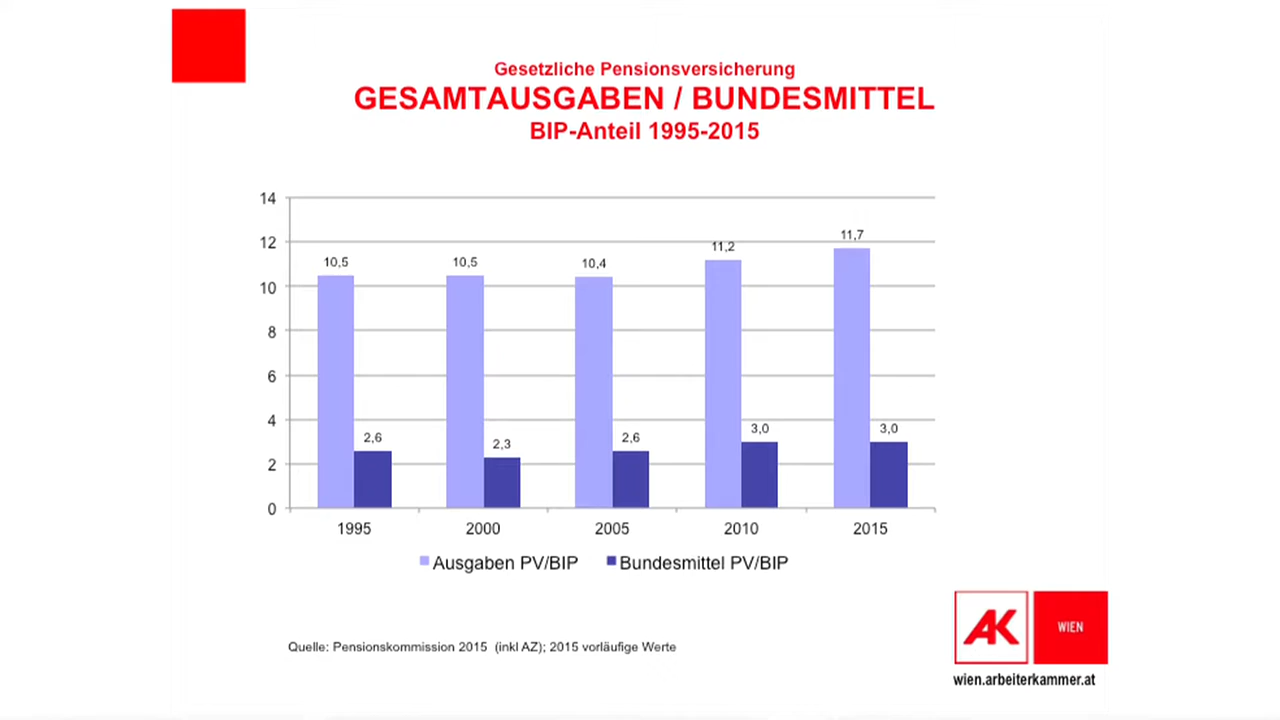 Gesetzliche Pensionsversicherung
GESAMTAUSGABEN / BUNDESMITTEL
BIP-Anteil 1995-2015
14
12
10
8
6
4
2
0
10,5
2,6
10,5
2,3
10,4
2,6
11,2
3,0
11,7
3,0
1995 2000 2005 2010 2015
Ausgaben PV/BIP Bundesmittel PV/BIP
Quelle: Pensionskommission 2015 (inkl AZ); 2015 vorläufige Werte
AK WIEN
wien.arbeiterkammer.at